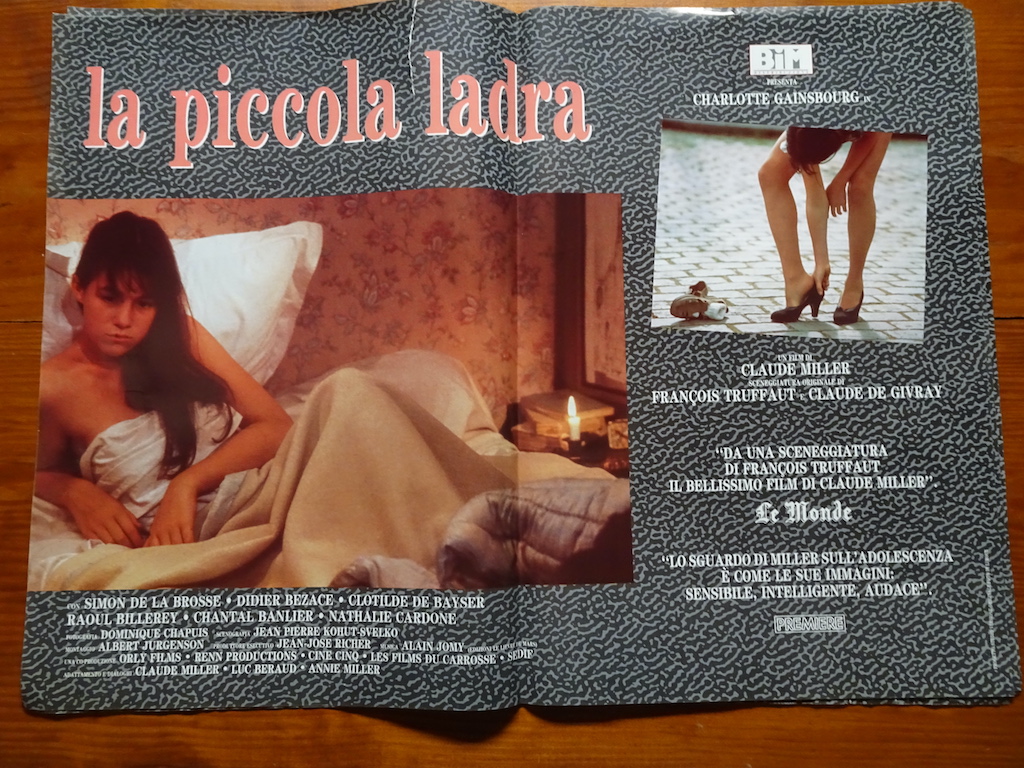 la piccola ladra
BiM
PRESENTA
CHARLOTTE GAINSBOURG IN
UN FILM DI
CLAUDE MILLER
SCENEGGIATURA ORIGINALE DI
FRANÇOIS TRUFFAUT E CLAUDE DE GIVRAY
“DA UNA SCENEGGIATURA
DI FRANÇOIS TRUFFAUT
IL BELLISSIMO FILM DI CLAUDE MILLER”.
Le Monde
“LO SGUARDO DI MILLER SULL'ADOLESCENZA
È COME LE SUE IMMAGINI:
SENSIBILE, INTELLIGENTE, AUDACE”.
PREMIERE
CON SIMON DE LA BROSSE • DIDIER BEZACE • CLOTILDE DE BAYSER
RAOUL BILLEREY • CHANTAL BANLIER • NATHALIE CARDONE
FOTOGRAFIA DOMINIQUE CHAPUIS SCENOGRAFIA JEAN PIERRE KOHUT-SVELKO
MONTAGGIO ALBERT JURGENSON PRODUTTORE ESECUTIVO JEAN JOSE RICHER MUSICA ALAIN JOMY
UNA CO-PRODUZIONE ORLY FILMS • RENN PRODUCTIONS • CINE CINQ • LES FILMS DU CARROSSE • SEDIF
ADATTAMENTO E DIALOGHI CLAUDE MILLER • LUC BERAUD • ANNIE MILLER